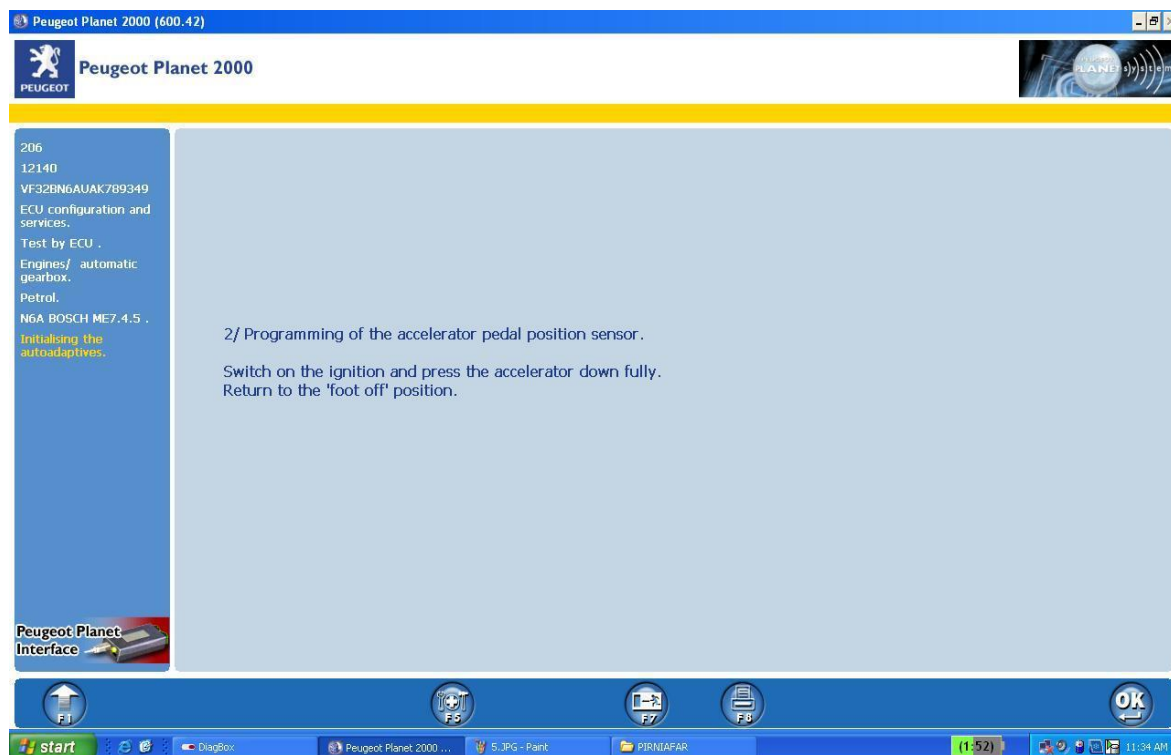 Peugeot Planet 2000 (600.42)
PEUGEOT
Peugeot Planet 2000
PLANET s)y)s)t)e)m
206
12140
VF32BN6AUAK789349
ECU configuration and
services.
Test by ECU .
Engines/ automatic
gearbox.
Petrol.
N6A BOSCH ME7.4.5 .
Initialising the
autoadaptives.
2/ Programming of the accelerator pedal position sensor.
Switch on the ignition and press the accelerator down fully.
Return to the 'foot off' position.
Peugeot Planet
Interface
F1
F5
F7
F8
OK
start
DiagBox
Peugeot Planet 2000 ...
5.JPG - Paint
PIRNIAFAR
(1:52)
11:34 AM